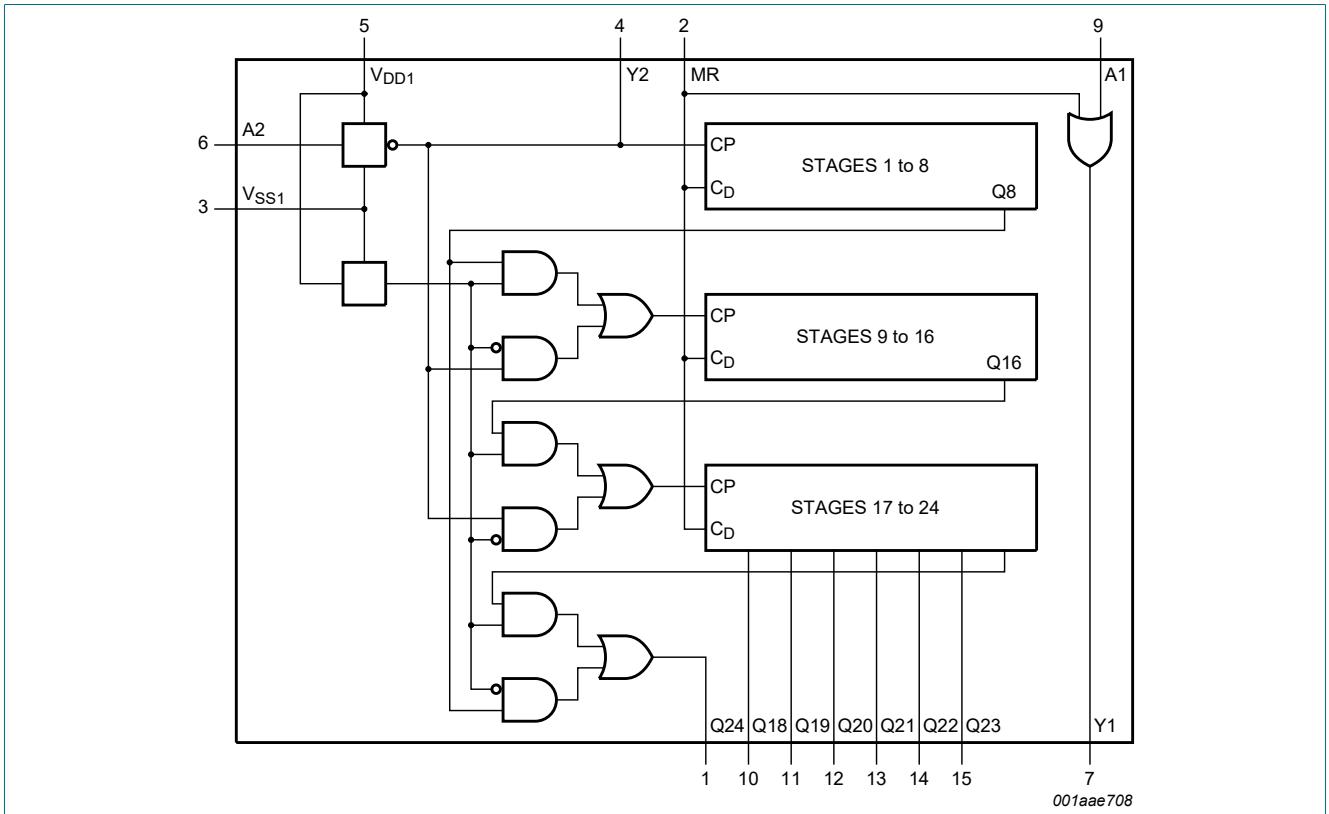 5 4 2 9
VDD1 Y2 MR A1
6 A2 CP
STAGES 1 to 8
3 VSS1 CD Q8
CP
STAGES 9 to 16
CD Q16
CP
STAGES 17 to 24
CD
Q24 Q18 Q19 Q20 Q21 Q22 Q23 Y1
1 10 11 12 13 14 15 7
001aae708